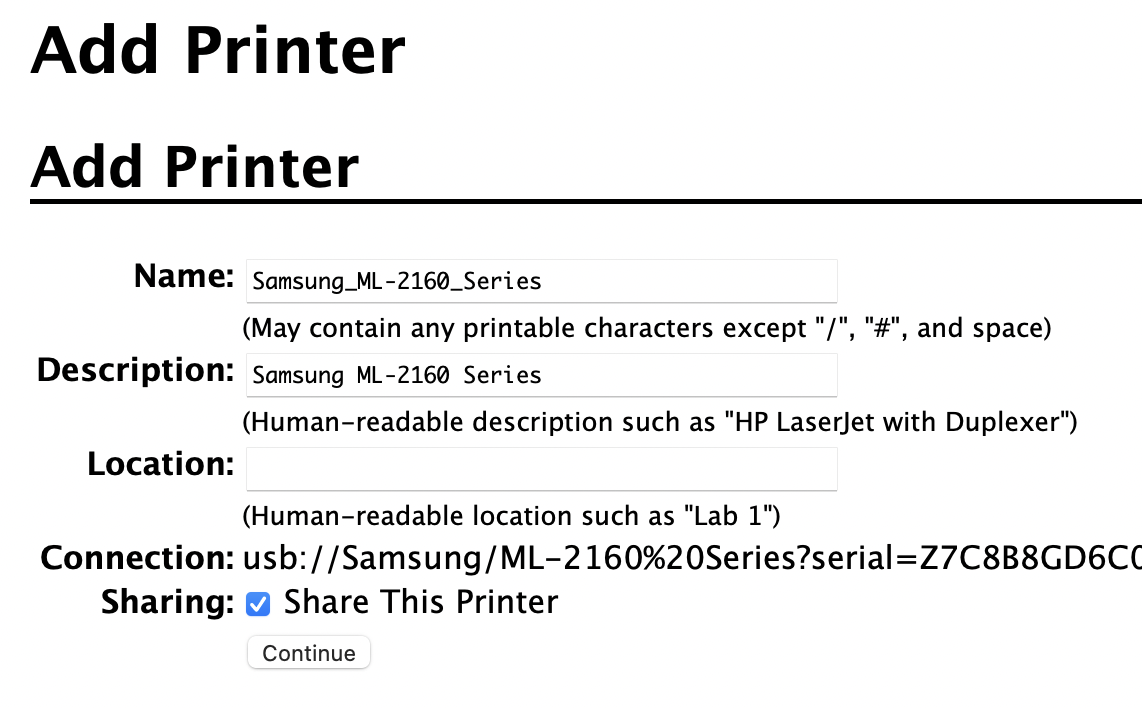 Add Printer
Add Printer
Name: Samsung_ML-2160_Series
(May contain any printable characters except "/", "#", and space)
Description: Samsung ML-2160 Series
(Human-readable description such as "HP LaserJet with Duplexer")
Location:
(Human-readable location such as "Lab 1")
Connection: usb://Samsung/ML-2160%20Series?serial=Z7C8B8GD6C0
Sharing: Share This Printer
Continue